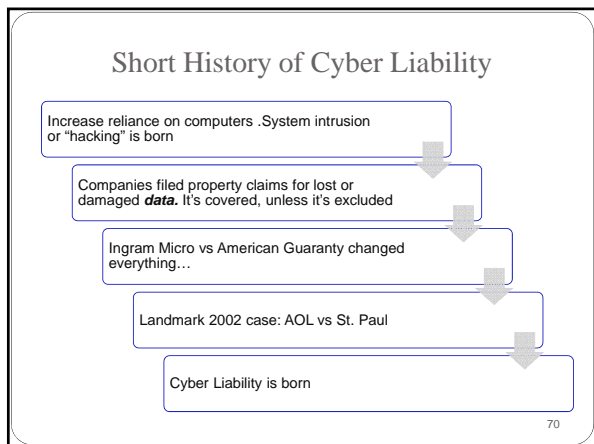 Short History of Cyber Liability
Increase reliance on computers .System intrusion
or “hacking” is born
Companies filed property claims for lost or
damaged data. It’s covered, unless it’s excluded
Ingram Micro vs American Guaranty changed
everything…
Landmark 2002 case: AOL vs St. Paul
Cyber Liability is born
70